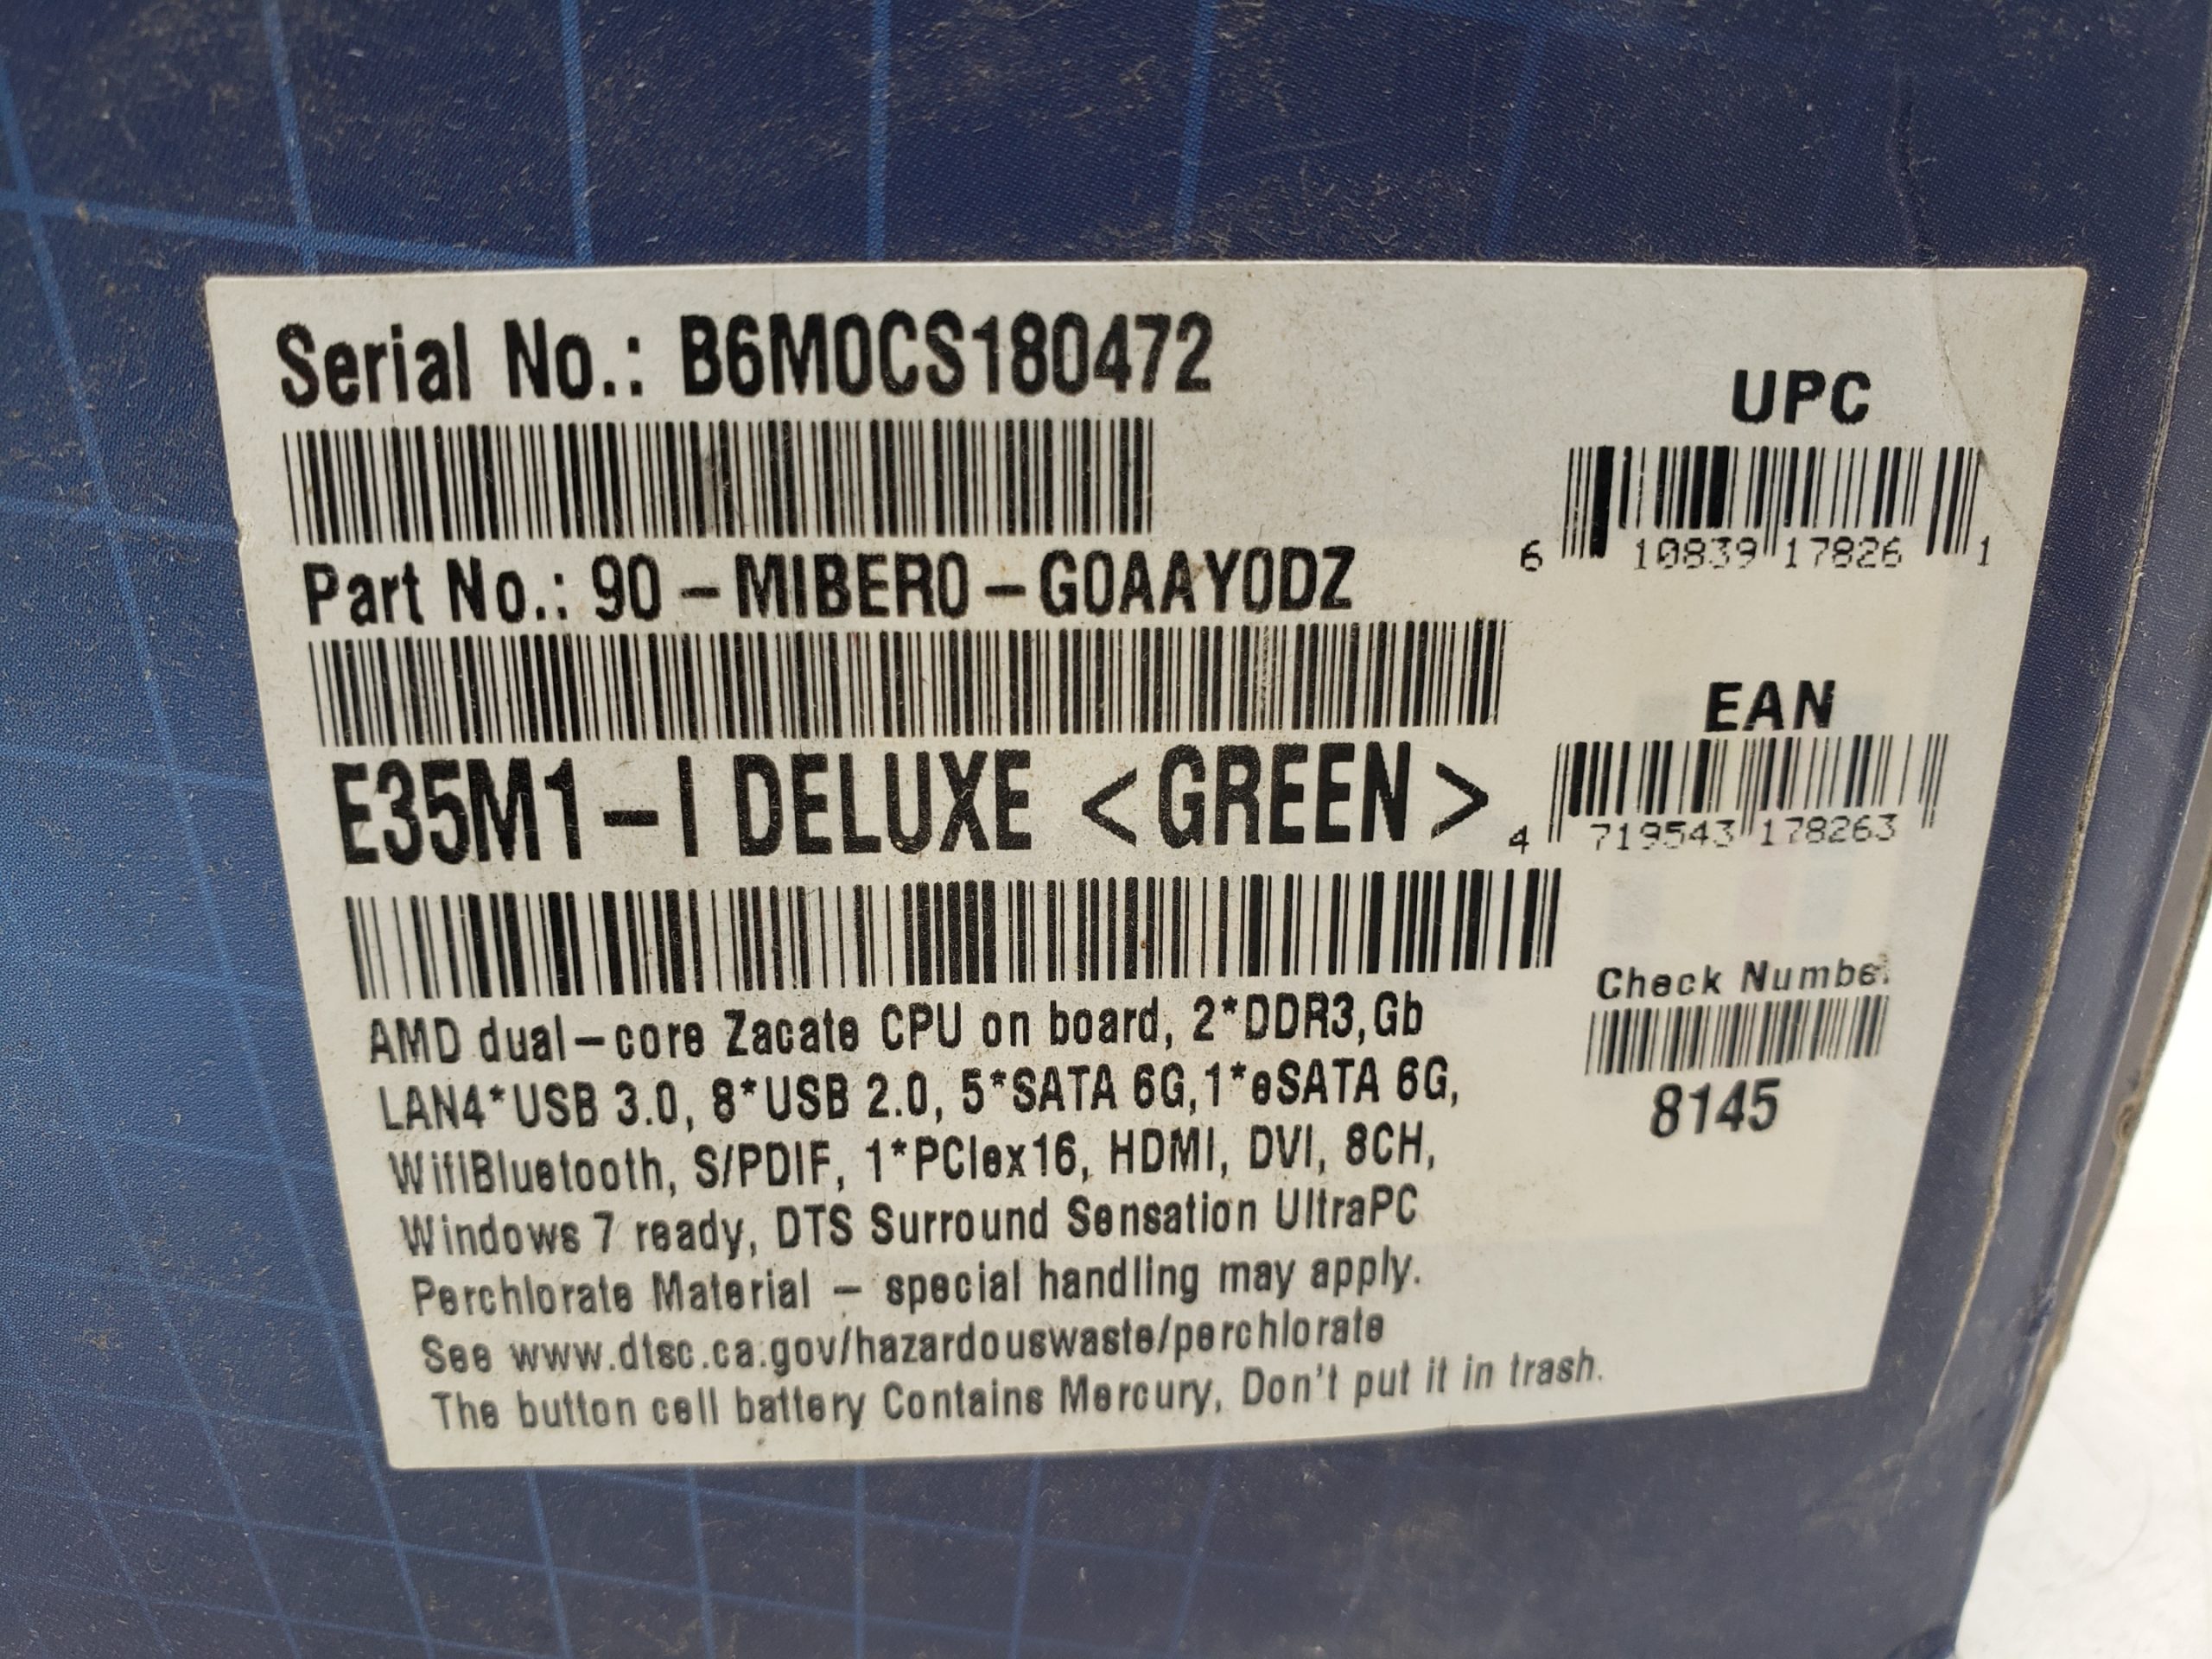 Serial No.: B6M0CS180472
Part No.: 90-MIBER0-G0AAY0DZ
E35M1-I DELUXE <GREEN>
AMD dual-core Zacate CPU on board, 2*DDR3,Gb
LAN4*USB 3.0, 8*USB 2.0, 5*SATA 6G,1*eSATA 6G,
WifiBluetooth, S/PDIF, 1*PCIex16, HDMI, DVI, 8CH,
Windows 7 ready, DTS Surround Sensation UltraPC
Perchlorate Material - special handling may apply.
See www.dtsc.ca.gov/hazardouswaste/perchlorate
The button cell battery Contains Mercury, Don't put it in trash.
UPC
6 10839 17826 1
EAN
4 719543 178263
Check Number
8145